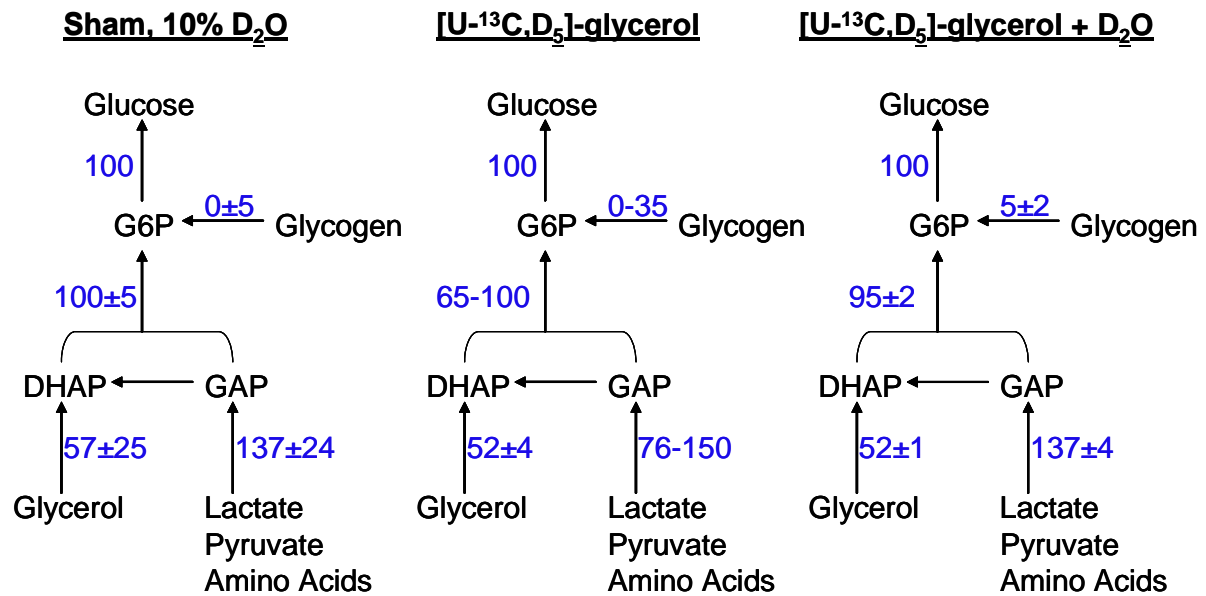 Sham, 10% D2O
Glucose
100
0±5
G6P
Glycogen
100±5
DHAP
GAP
57±25
137±24
Glycerol
Lactate
Pyruvate
Amino Acids
[U-13C,D5]-glycerol
Glucose
100
0-35
G6P
Glycogen
65-100
DHAP
GAP
52±4
76-150
Glycerol
Lactate
Pyruvate
Amino Acids
[U-13C,D5]-glycerol + D2O
Glucose
100
5±2
G6P
Glycogen
95±2
DHAP
GAP
52±1
137±4
Glycerol
Lactate
Pyruvate
Amino Acids